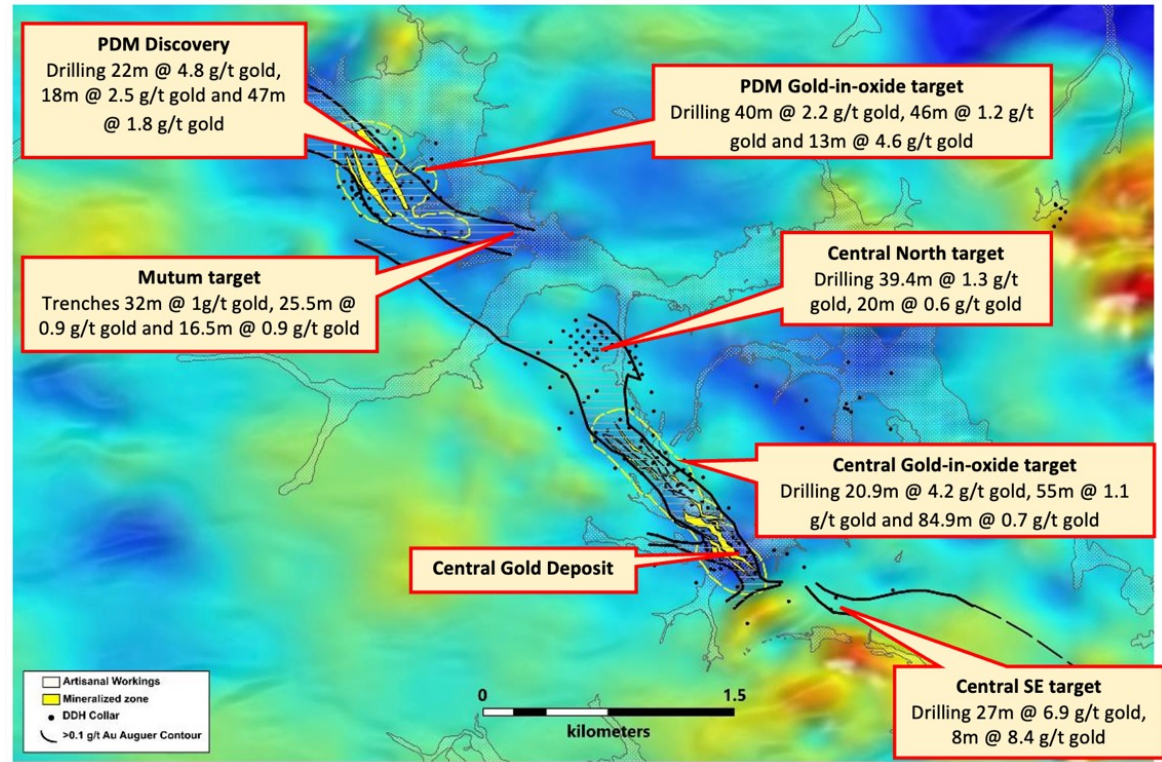 PDM Discovery
Drilling 22m @ 4.8 g/t gold,
18m @ 2.5 g/t gold and 47m
@ 1.8 g/t gold
PDM Gold-in-oxide target
Drilling 40m @ 2.2 g/t gold, 46m @ 1.2 g/t
gold and 13m @ 4.6 g/t gold
Mutum target
Trenches 32m @ 1g/t gold, 25.5m @
0.9 g/t gold and 16.5m @ 0.9 g/t gold
Central North target
Drilling 39.4m @ 1.3 g/t
gold, 20m @ 0.6 g/t gold
Central Gold-in-oxide target
Drilling 20.9m @ 4.2 g/t gold, 55m @ 1.1
g/t gold and 84.9m @ 0.7 g/t gold
Central Gold Deposit
Central SE target
Drilling 27m @ 6.9 g/t gold,
8m @ 8.4 g/t gold
Artisanal Workings
Mineralized zone
DDH Collar
>0.1 g/t Au Auguer Contour
0 1.5
kilometers